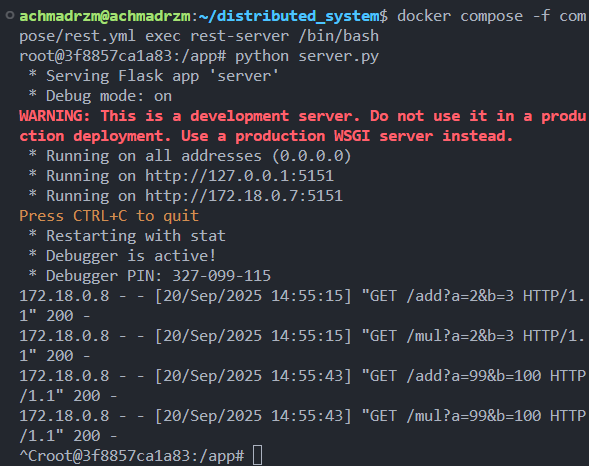 achmadrzm@achmadrzm:~/distributed_system$ docker compose -f com
pose/rest.yml exec rest-server /bin/bash
root@3f8857ca1a83:/app# python server.py
 * Serving Flask app 'server'
 * Debug mode: on
WARNING: This is a development server. Do not use it in a produ
ction deployment. Use a production WSGI server instead.
 * Running on all addresses (0.0.0.0)
 * Running on http://127.0.0.1:5151
 * Running on http://172.18.0.7:5151
Press CTRL+C to quit
 * Restarting with stat
 * Debugger is active!
 * Debugger PIN: 327-099-115
172.18.0.8 - - [20/Sep/2025 14:55:15] "GET /add?a=2&b=3 HTTP/1.
1" 200 -
172.18.0.8 - - [20/Sep/2025 14:55:15] "GET /mul?a=2&b=3 HTTP/1.
1" 200 -
172.18.0.8 - - [20/Sep/2025 14:55:43] "GET /add?a=99&b=100 HTTP
/1.1" 200 -
172.18.0.8 - - [20/Sep/2025 14:55:43] "GET /mul?a=99&b=100 HTTP
/1.1" 200 -
^Croot@3f8857ca1a83:/app#